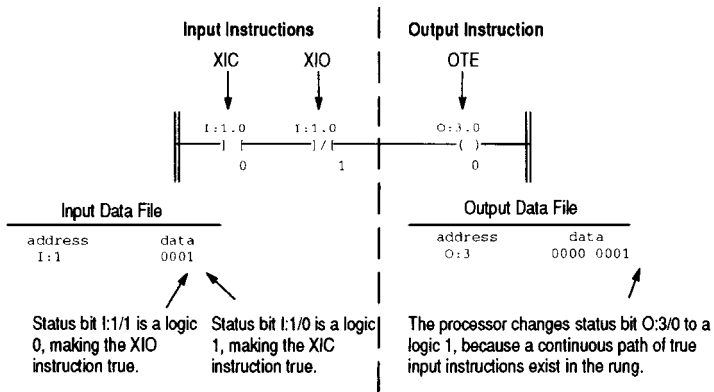 Input Instructions Output Instruction
XIC XIO OTE
I:1.0 I:1.0 O:3.0
0 1 0
Input Data File Output Data File
address data address data
I:1 0001 O:3 0000 0001
Status bit I:1/1 is a logic
0, making the XIO
instruction true.
Status bit I:1/0 is a logic
1, making the XIC
instruction true.
The processor changes status bit O:3/0 to a
logic 1, because a continuous path of true
input instructions exist in the rung.